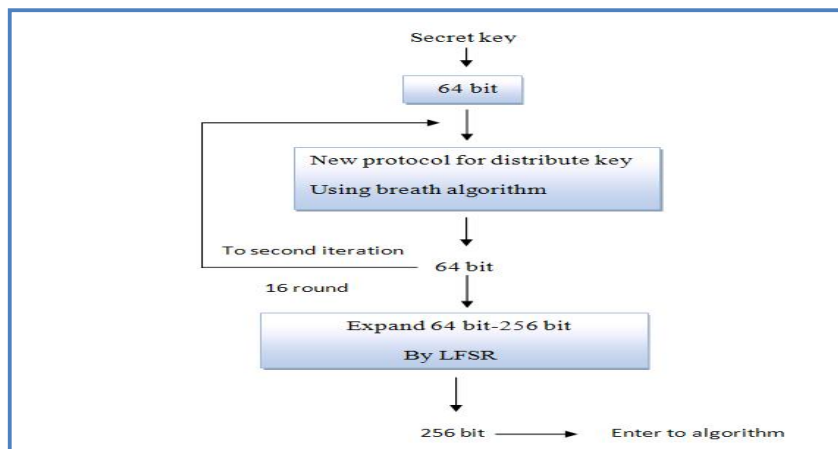 Secret key
64 bit
New protocol for distribute key
Using breath algorithm
To second iteration
64 bit
16 round
Expand 64 bit-256 bit
By LFSR
256 bit
Enter to algorithm